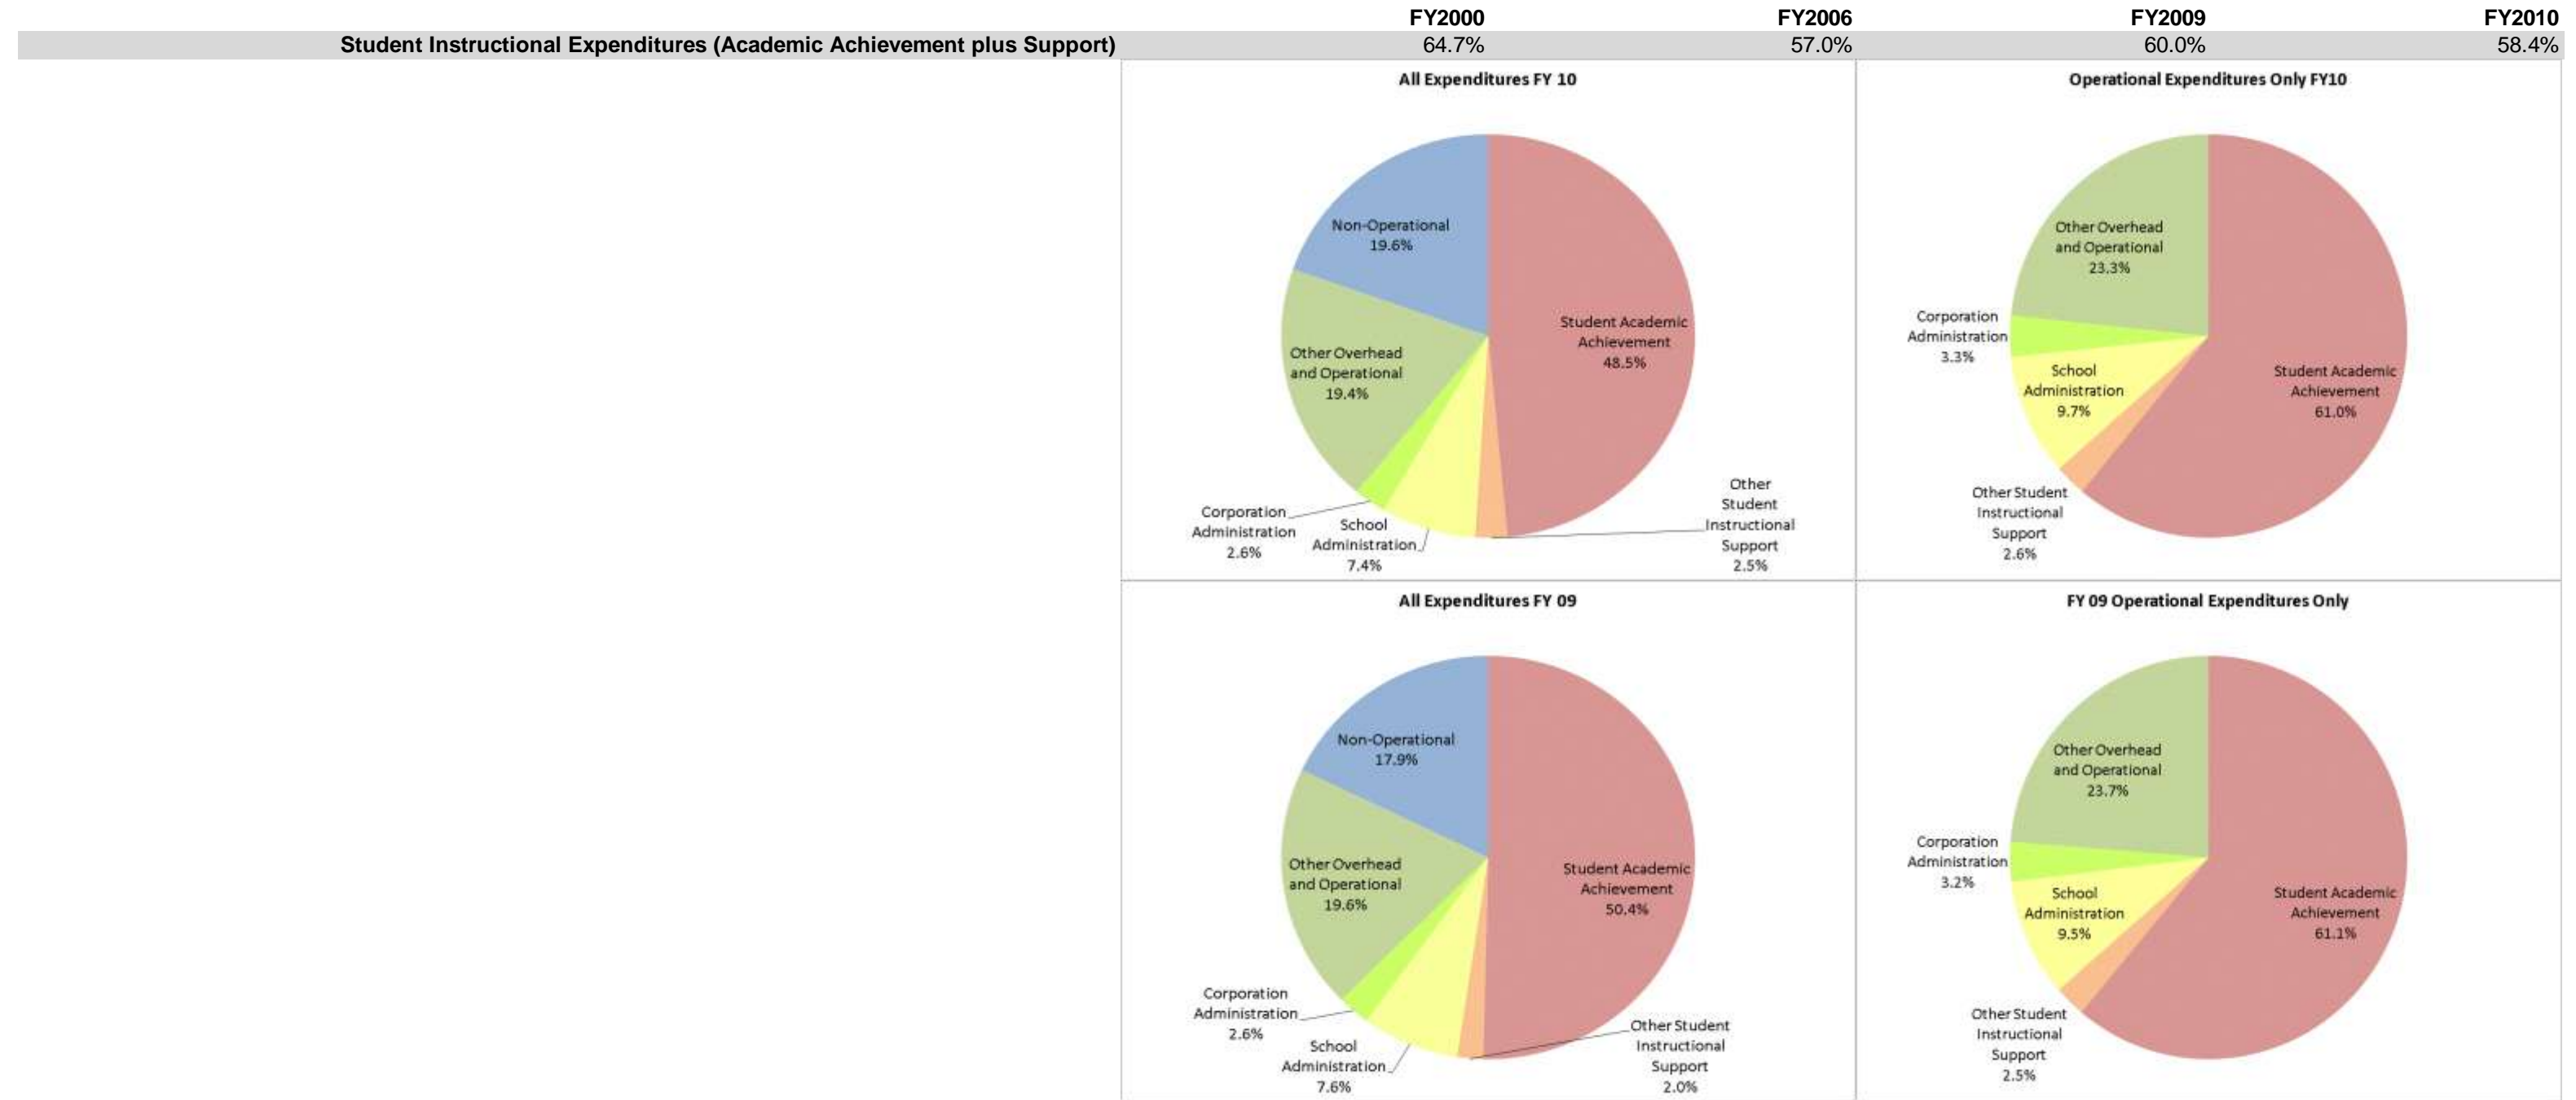 FY2000 FY2006 FY2009 FY2010
Student Instructional Expenditures (Academic Achievement plus Support) 64.7% 57.0% 60.0% 58.4%
All Expenditures FY 10
Non-Operational
19.6%
Student Academic
Achievement
48.5%
Other Overhead
and Operational
19.4%
Other
Student
Instructional
Support
2.5%
Corporation
Administration
2.6%
School
Administration
7.4%
Operational Expenditures Only FY10
Other Overhead
and Operational
23.3%
Corporation
Administration
3.3%
School
Administration
9.7%
Student Academic
Achievement
61.0%
Other Student
Instructional
Support
2.6%
All Expenditures FY 09
Non-Operational
17.9%
Other Overhead
and Operational
19.6%
Student Academic
Achievement
50.4%
Corporation
Administration
2.6%
School
Administration
7.6%
Other Student
Instructional
Support
2.0%
FY 09 Operational Expenditures Only
Other Overhead
and Operational
23.7%
Corporation
Administration
3.2%
School
Administration
9.5%
Student Academic
Achievement
61.1%
Other Student
Instructional
Support
2.5%